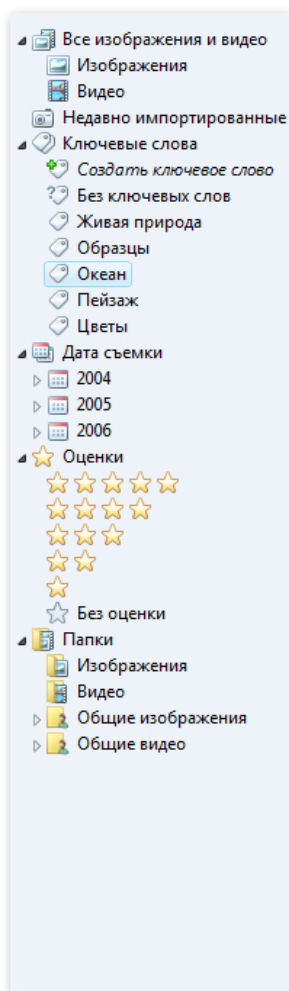 Все изображения и видео
Изображения
Видео
Недавно импортированные
Ключевые слова
Создать ключевое слово
Без ключевых слов
Живая природа
Образцы
Океан
Пейзаж
Цветы
Дата съемки
2004
2005
2006
Оценки
Без оценки
Папки
Изображения
Видео
Общие изображения
Общие видео